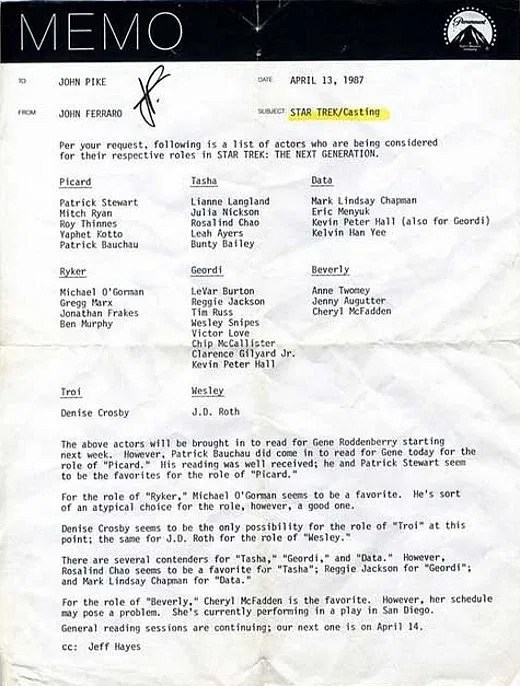 MEMO
Paramount
TO JOHN PIKE DATE APRIL 13, 1987
FROM JOHN FERRARO SUBJECT STAR TREK/Casting
Per your request, following is a list of actors who are being considered
for their respective roles in STAR TREK: THE NEXT GENERATION.
Picard Tasha Data
Patrick Stewart Lianne Langland Mark Lindsay Chapman
Mitch Ryan Julia Nickson Eric Menyuk
Roy Thinnes Rosalind Chao Kevin Peter Hall (also for Geordi)
Yaphet Kotto Leah Ayers Kelvin Han Yee
Patrick Bauchau Bunty Bailey
Ryker Geordi Beverly
Michael O'Gorman LeVar Burton Anne Twomey
Gregg Marx Reggie Jackson Jenny Augutter
Jonathan Frakes Tim Russ Cheryl McFadden
Ben Murphy Wesley Snipes
Victor Love
Chip McCallister
Clarence Gilyard Jr.
Kevin Peter Hall
Troi Wesley
Denise Crosby J.D. Roth
The above actors will be brought in to read for Gene Roddenberry starting
next week. However, Patrick Bauchau did come in to read for Gene today for the
role of "Picard." His reading was well received; he and Patrick Stewart seem
to be the favorites for the role of "Picard."
For the role of "Ryker," Michael O'Gorman seems to be a favorite. He's sort
of an atypical choice for the role, however, a good one.
Denise Crosby seems to be the only possibility for the role of "Troi" at this
point; the same for J.D. Roth for the role of "Wesley."
There are several contenders for "Tasha," "Geordi," and "Data." However,
Rosalind Chao seems to be a favorite for "Tasha"; Reggie Jackson for "Geordi";
and Mark Lindsay Chapman for "Data."
For the role of "Beverly," Cheryl McFadden is the favorite. However, her schedule
may pose a problem. She's currently performing in a play in San Diego.
General reading sessions are continuing; our next one is on April 14.
cc: Jeff Hayes